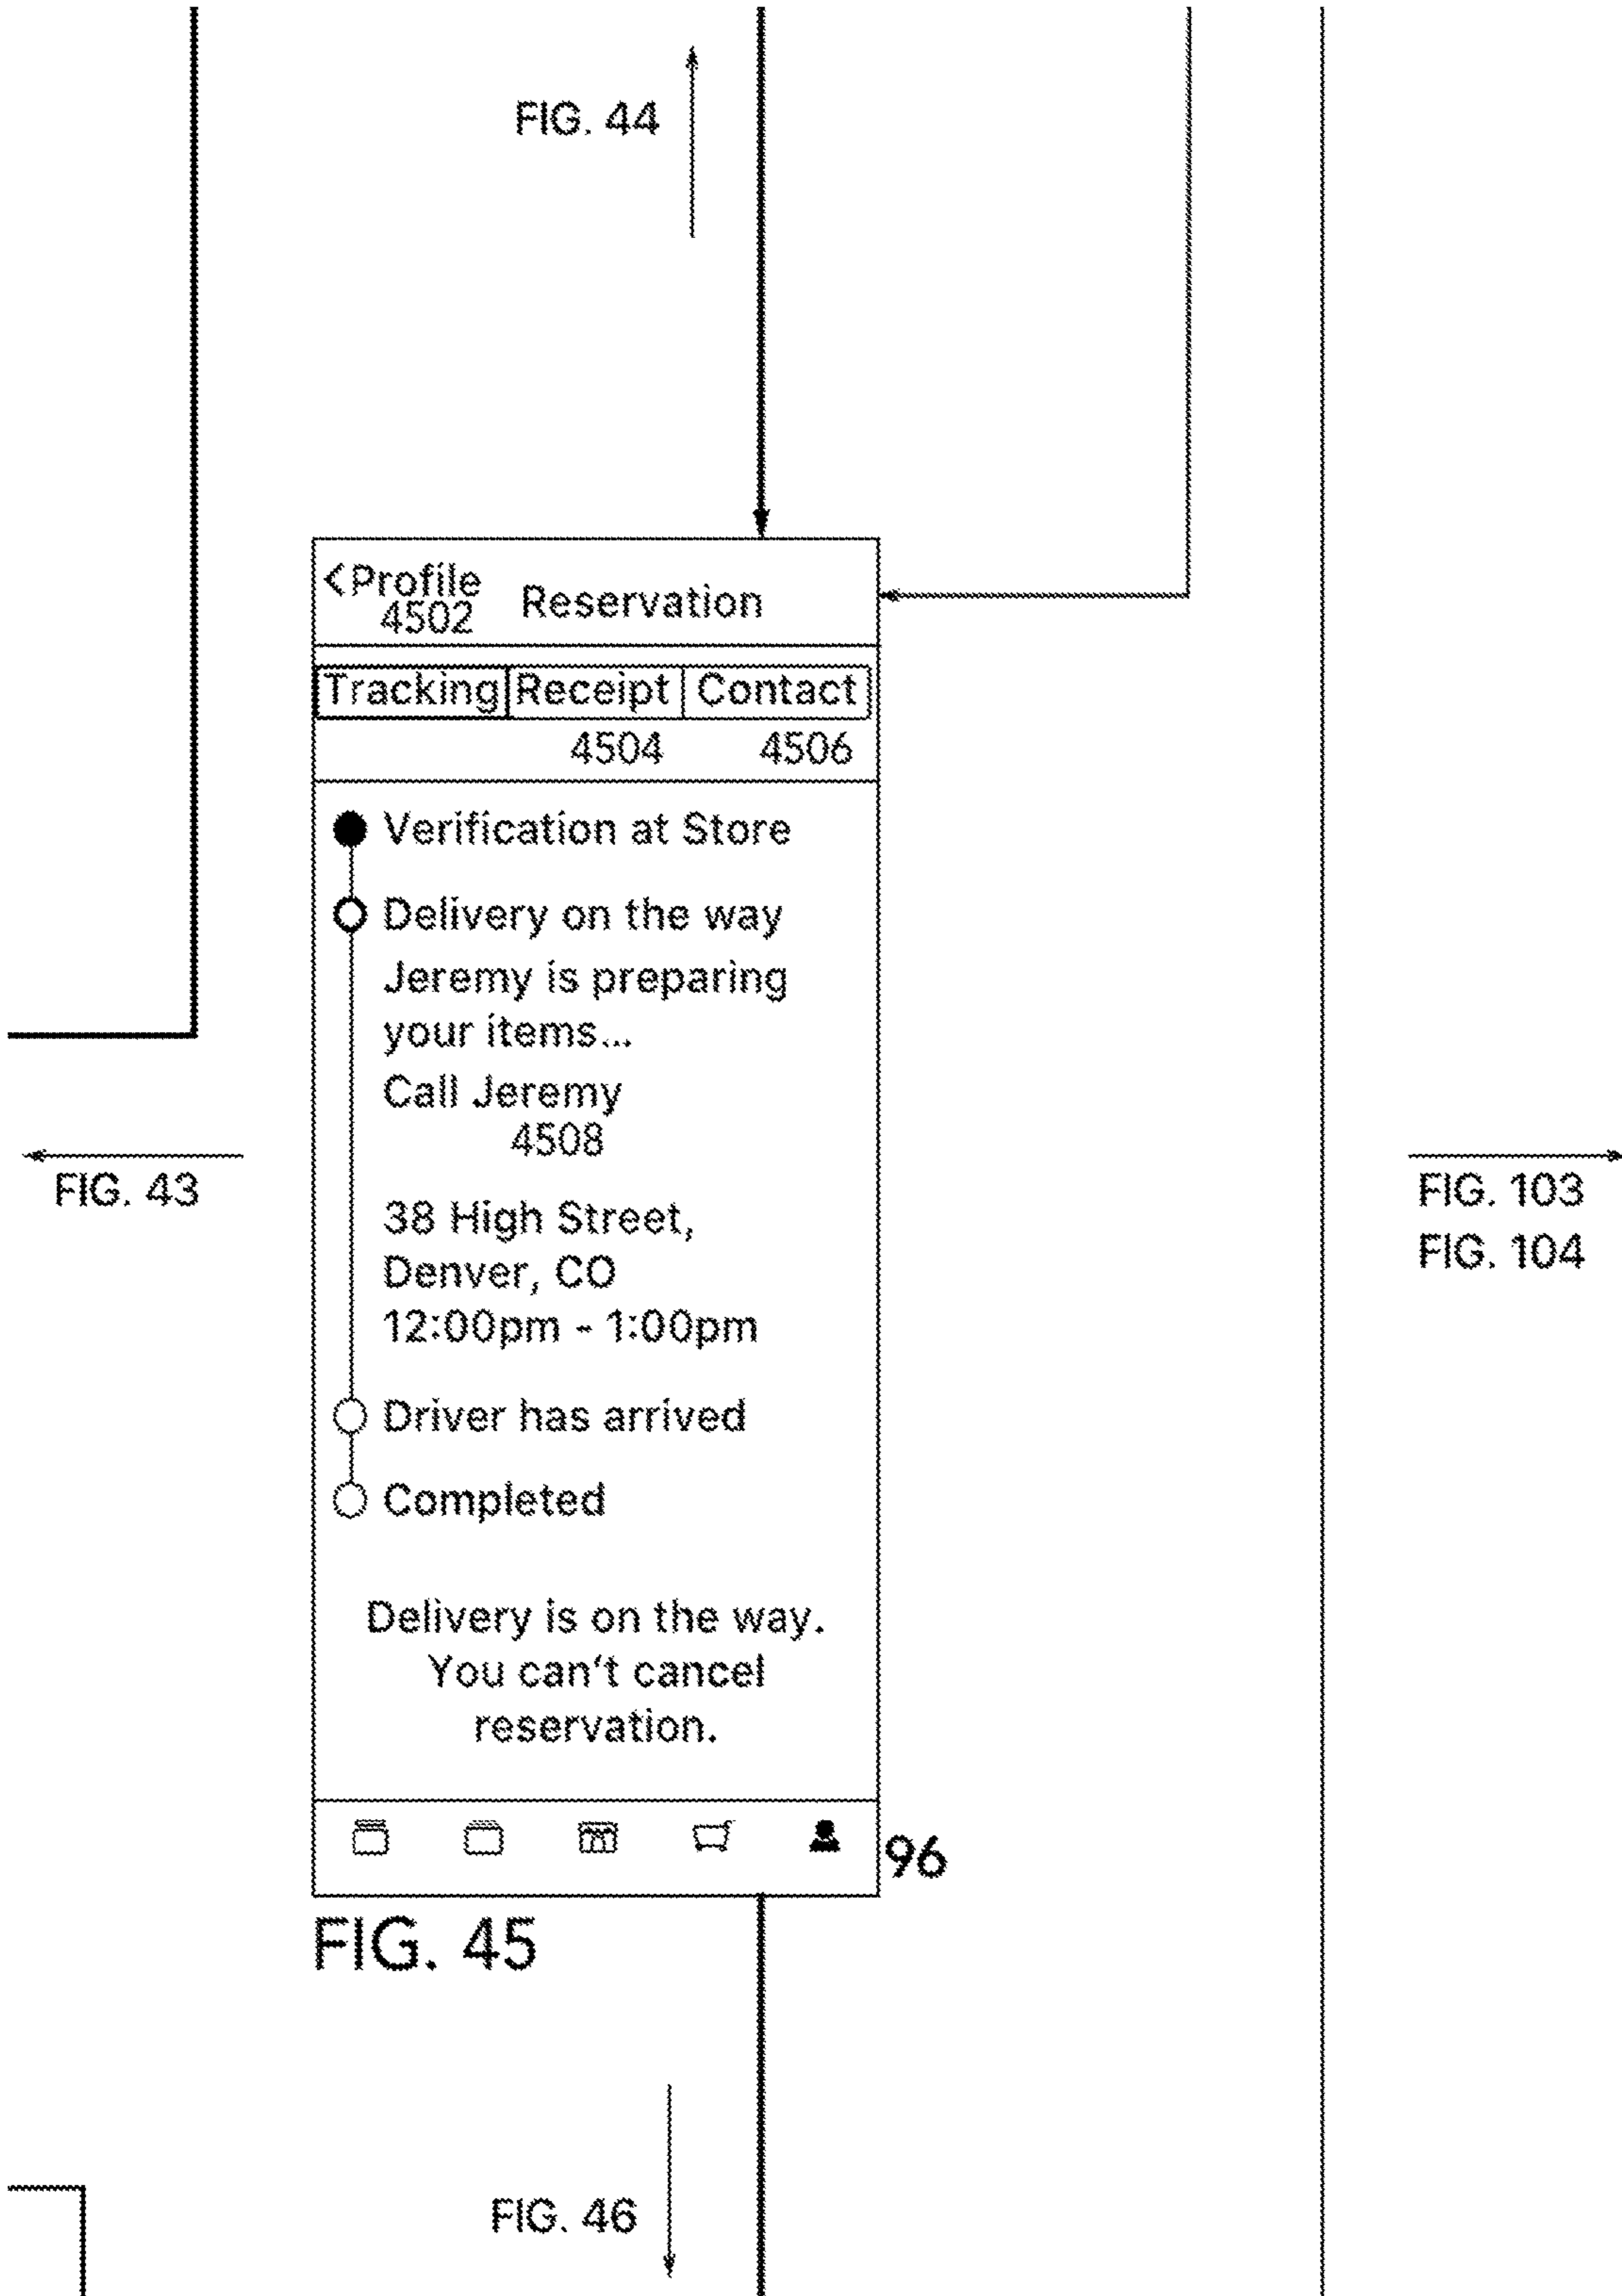 FIG. 44
<Profile
4502
Reservation
Tracking Receipt Contact
4504 4506
Verification at Store
Delivery on the way
Jeremy is preparing
your items...
Call Jeremy
4508
FIG. 43
FIG. 103
FIG. 104
38 High Street,
Denver, CO
12:00pm - 1:00pm
Driver has arrived
Completed
Delivery is on the way.
You can't cancel
reservation.
96
FIG. 45
FIG. 46